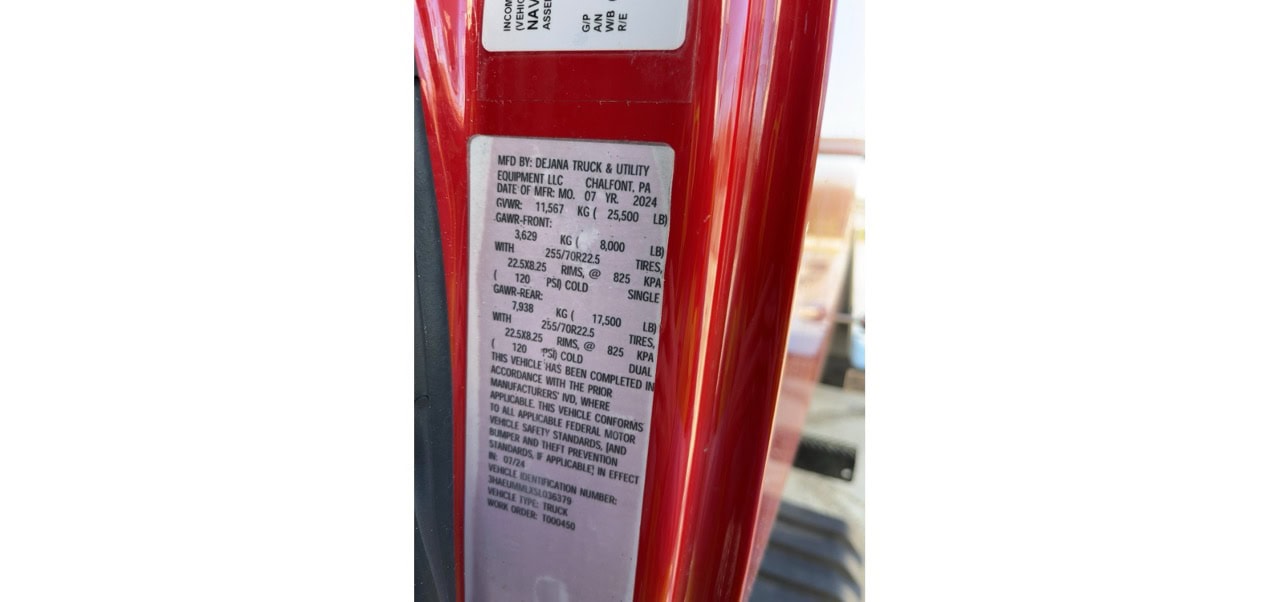 INCOM
(VEHIC
NAV
ASSE
G/P
A/N
W/B
R/E
MFD BY: DEJANA TRUCK & UTILITY
EQUIPMENT LLC CHALFONT, PA
DATE OF MFR: MO. 07 YR. 2024
GVWR: 11,567 KG ( 25,500 LB)
GAWR-FRONT:
3,629 KG ( 8,000 LB)
WITH 255/70R22.5 TIRES,
22.5X8.25 RIMS, @ 825 KPA
( 120 PSI) COLD SINGLE
GAWR-REAR:
7,938 KG ( 17,500 LB)
WITH 255/70R22.5 TIRES,
22.5X8.25 RIMS, @ 825 KPA
( 120 PSI) COLD DUAL
THIS VEHICLE HAS BEEN COMPLETED IN
ACCORDANCE WITH THE PRIOR
MANUFACTURERS' IVD, WHERE
APPLICABLE. THIS VEHICLE CONFORMS
TO ALL APPLICABLE FEDERAL MOTOR
VEHICLE SAFETY STANDARDS, [AND
BUMPER AND THEFT PREVENTION
STANDARDS, IF APPLICABLE] IN EFFECT
IN: 07/24
VEHICLE IDENTIFICATION NUMBER:
3HAEUMMLXSL036379
VEHICLE TYPE: TRUCK
WORK ORDER: T000450